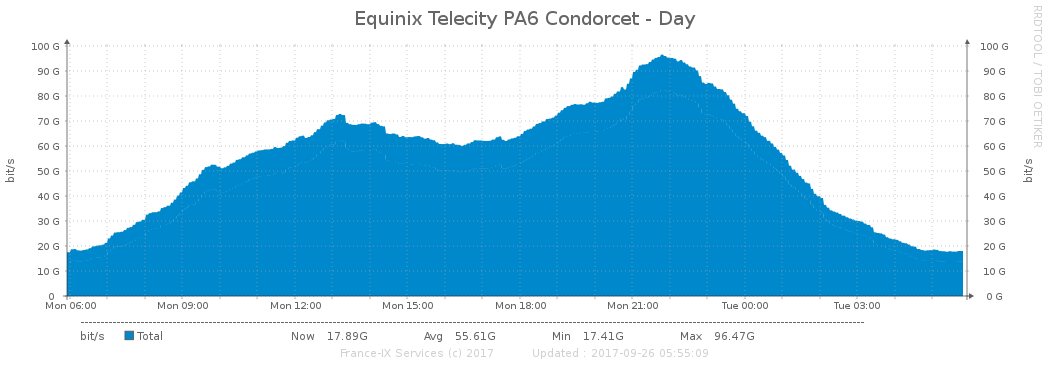 Equinix Telecity PA6 Condorcet - Day
RRDTOOL / TOBI OETIKER
bit/s
bit/s
100 G 100 G
90 G 90 G
80 G 80 G
70 G 70 G
60 G 60 G
50 G 50 G
40 G 40 G
30 G 30 G
20 G 20 G
10 G 10 G
0 0 G
Mon 06:00 Mon 09:00 Mon 12:00 Mon 15:00 Mon 18:00 Mon 21:00 Tue 00:00 Tue 03:00
bit/s Total Now 17.89G Avg 55.61G Min 17.41G Max 96.47G
France-IX Services (c) 2017 Updated : 2017-09-26 05:55:09